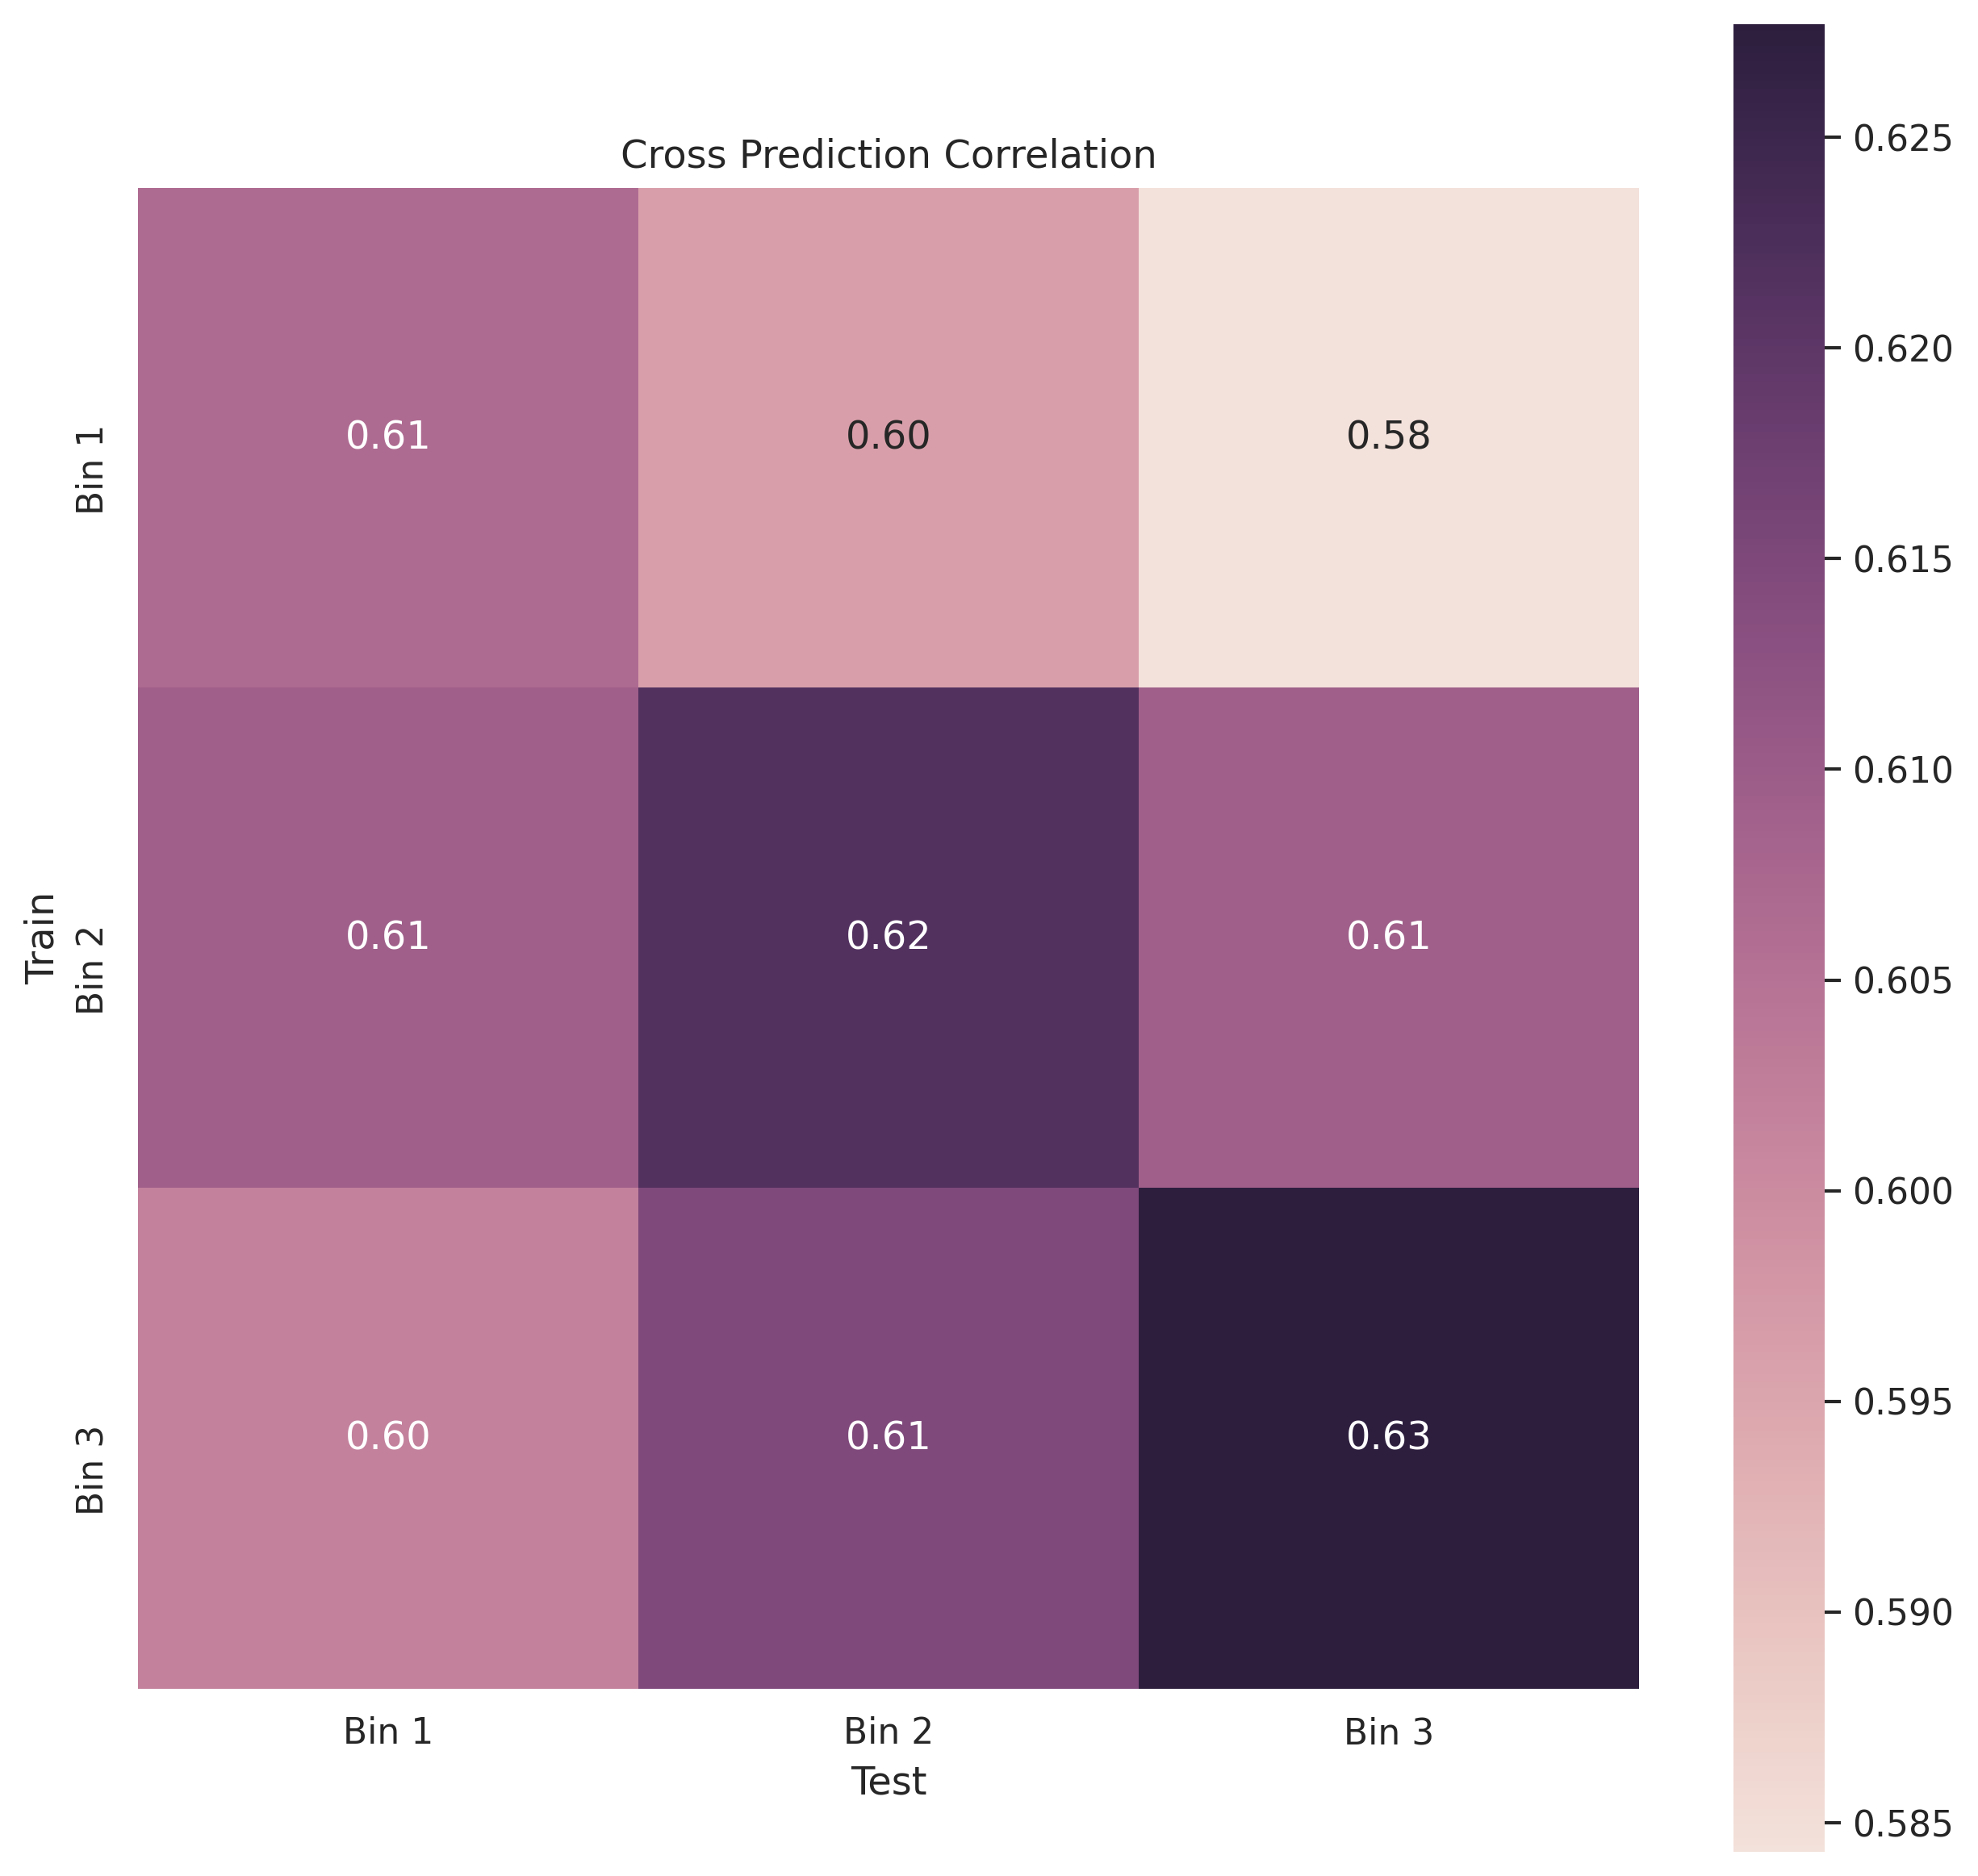 Cross Prediction Correlation
Train
Bin 1
0.61 0.60 0.58
Bin 2
0.61 0.62 0.61
Bin 3
0.60 0.61 0.63
Bin 1 Bin 2 Bin 3
Test
0.625
0.620
0.615
0.610
0.605
0.600
0.595
0.590
0.585